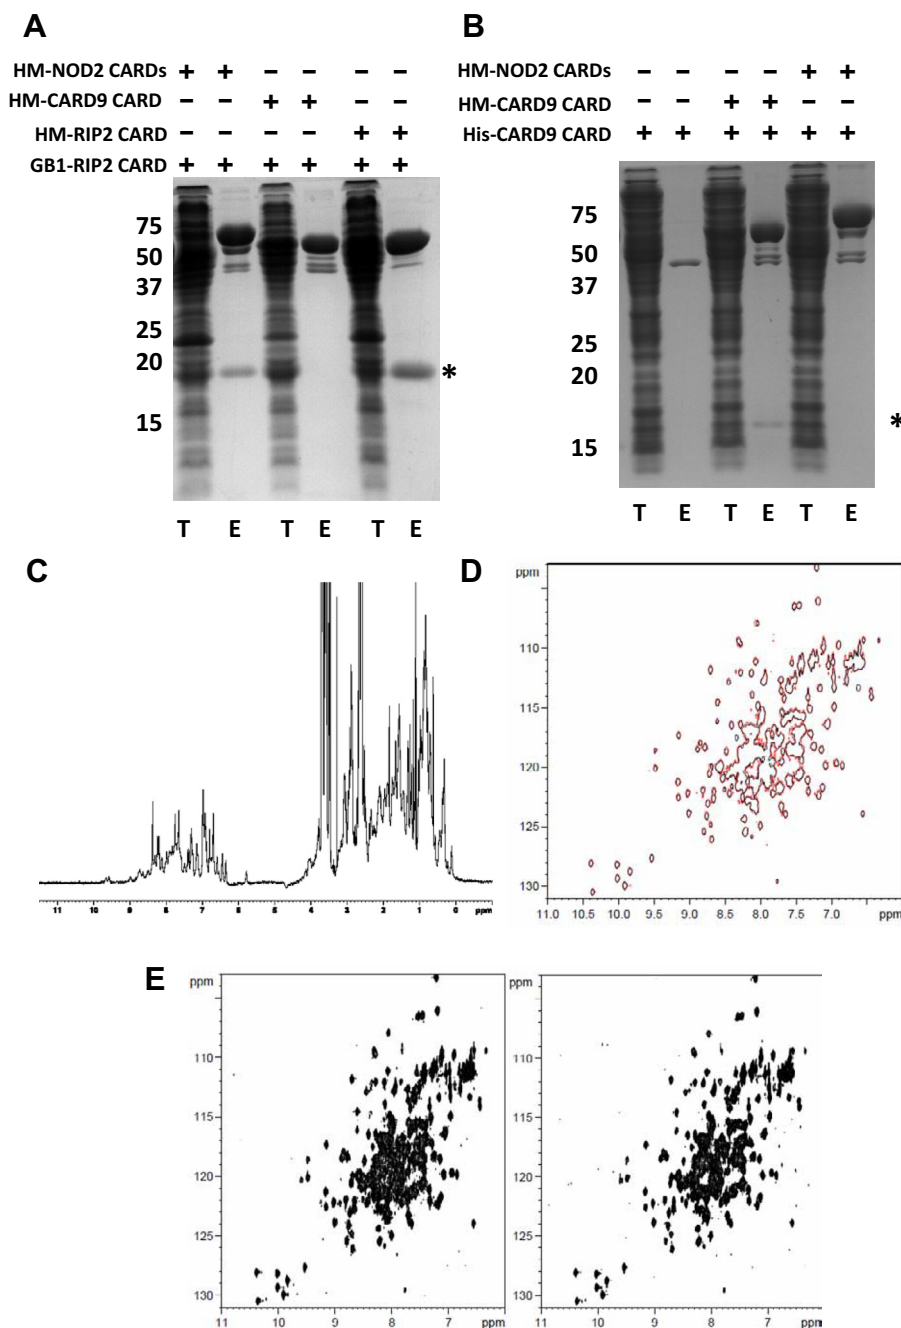 A
HM-NOD2 CARDs + + − − − −
HM-CARD9 CARD − − + + − −
HM-RIP2 CARD − − − − + +
GB1-RIP2 CARD + + + + + +
75
50
37
25
20
15
*
T E T E T E
B
HM-NOD2 CARDs − − − − + +
HM-CARD9 CARD − − + + − −
His-CARD9 CARD + + + + + +
75
50
37
25
20
15
*
T E T E T E
C
11 10 9 8 7 6 5 4 3 2 1 0 ppm
D
ppm
110
115
120
125
130
11.0 10.5 10.0 9.5 9.0 8.5 8.0 7.5 7.0 ppm
E
ppm
110
115
120
125
130
11 10 9 8 7 ppm
ppm
110
115
120
125
130
11 10 9 8 7 ppm